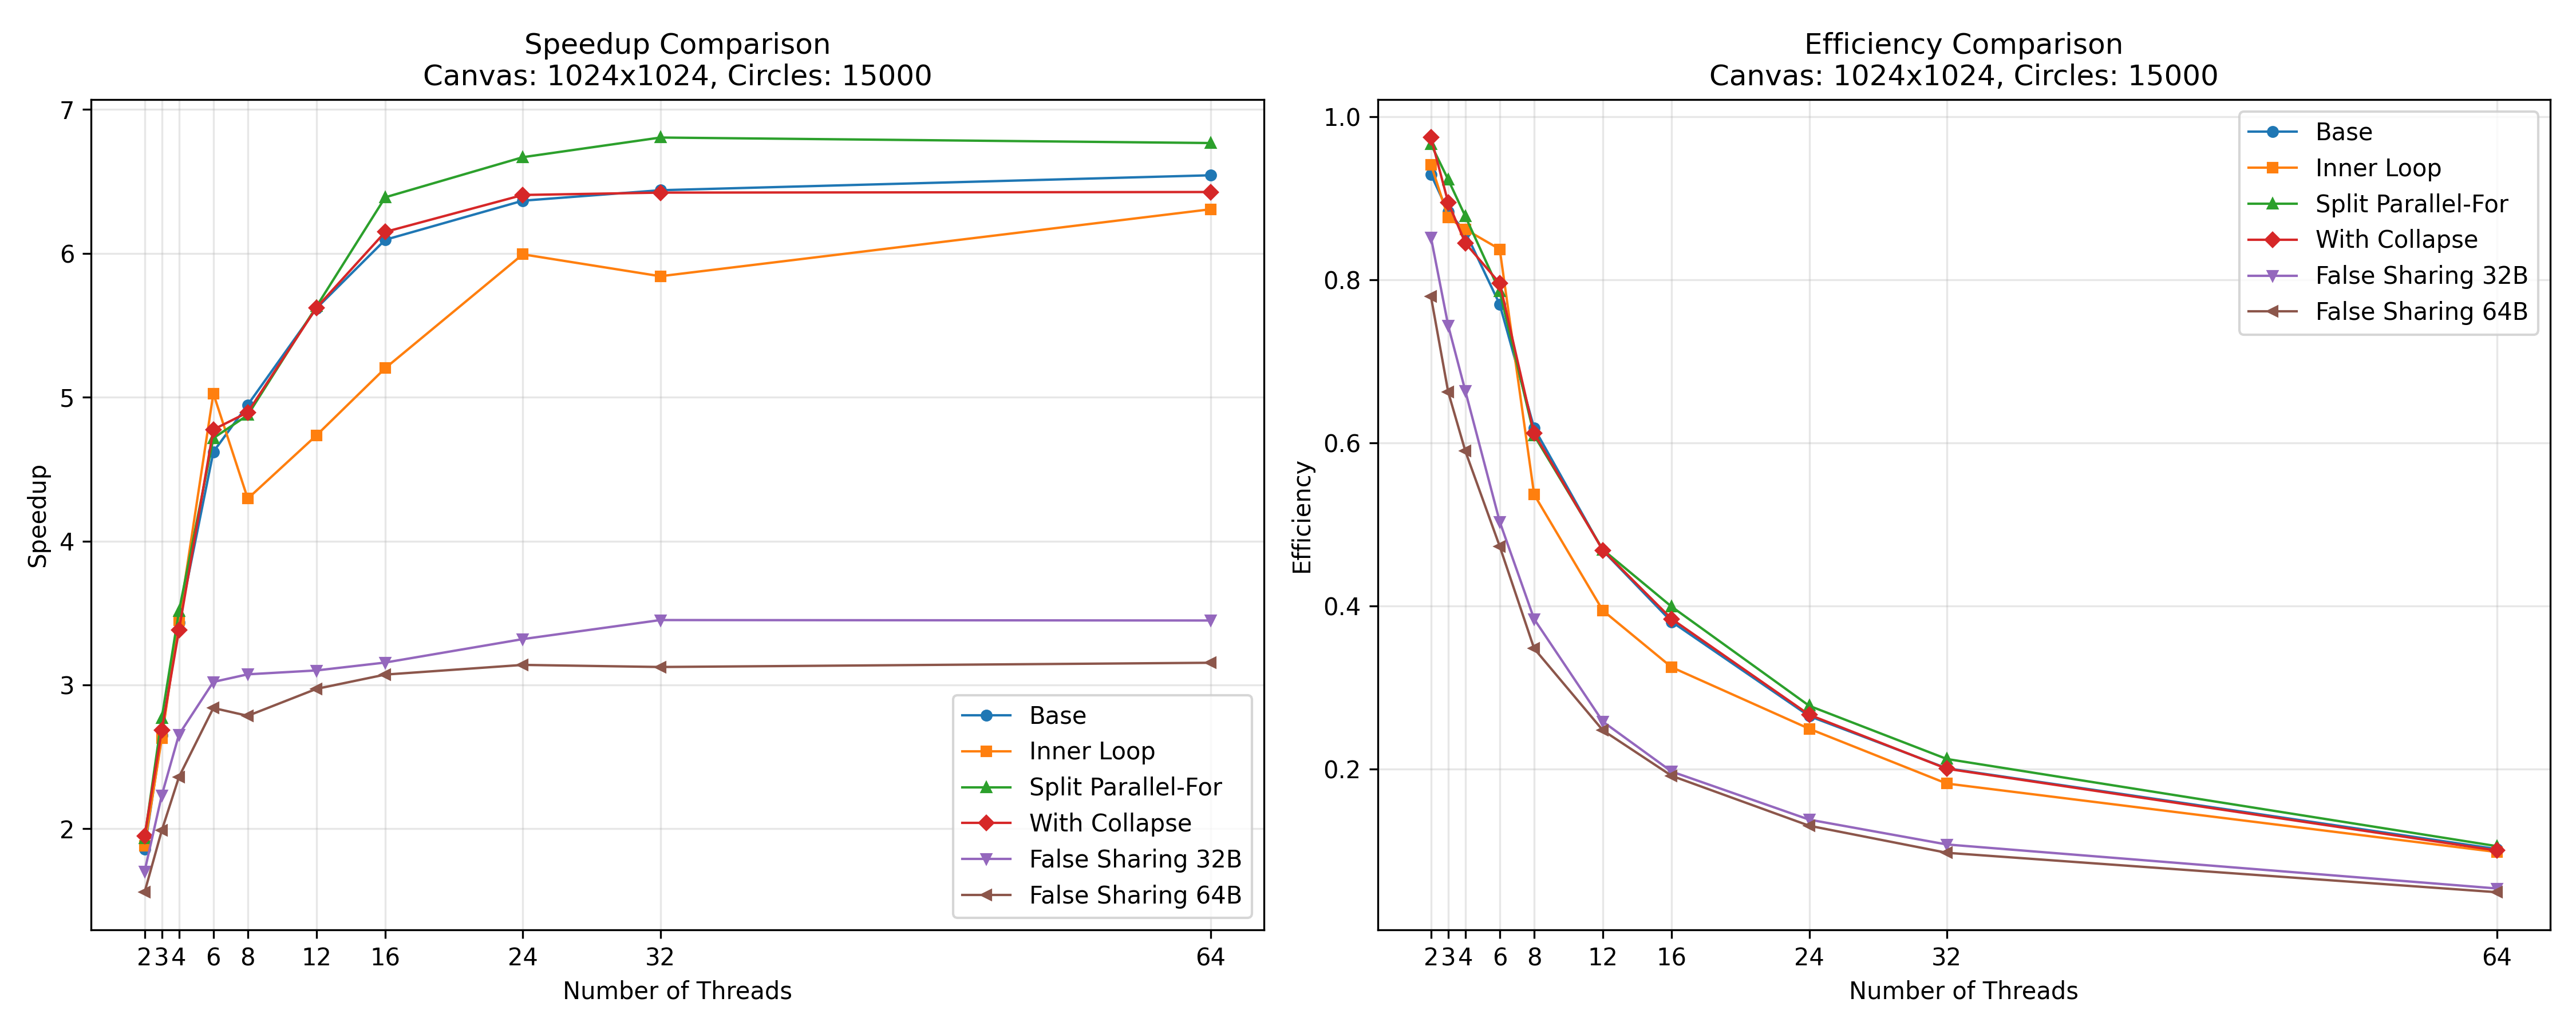 Speedup Comparison
Canvas: 1024x1024, Circles: 15000
7
6
5
4
3
2
Speedup
2 3 4 6 8 12 16 24 32 64
Number of Threads
Base
Inner Loop
Split Parallel-For
With Collapse
False Sharing 32B
False Sharing 64B
Efficiency Comparison
Canvas: 1024x1024, Circles: 15000
1.0
0.8
0.6
0.4
0.2
Efficiency
2 3 4 6 8 12 16 24 32 64
Number of Threads
Base
Inner Loop
Split Parallel-For
With Collapse
False Sharing 32B
False Sharing 64B